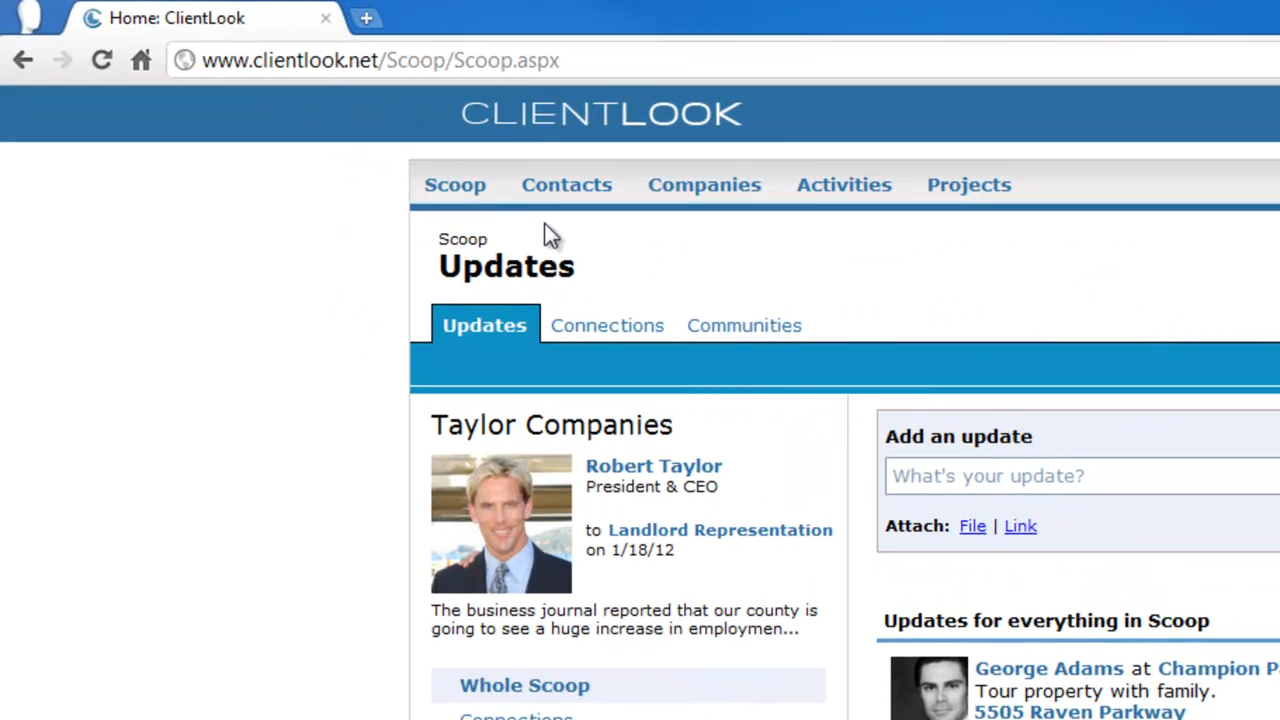 Home: ClientLook
www.clientlook.net/Scoop/Scoop.aspx
CLIENTLOOK
Scoop Contacts Companies Activities Projects
Scoop
Updates
Updates Connections Communities
Taylor Companies
Robert Taylor
President & CEO
to Landlord Representation
on 1/18/12
The business journal reported that our county is
going to see a huge increase in employmen...
Whole Scoop
Connections
Add an update
What's your update?
Attach: File | Link
Updates for everything in Scoop
George Adams at Champion P
Tour property with family.
5505 Raven Parkway